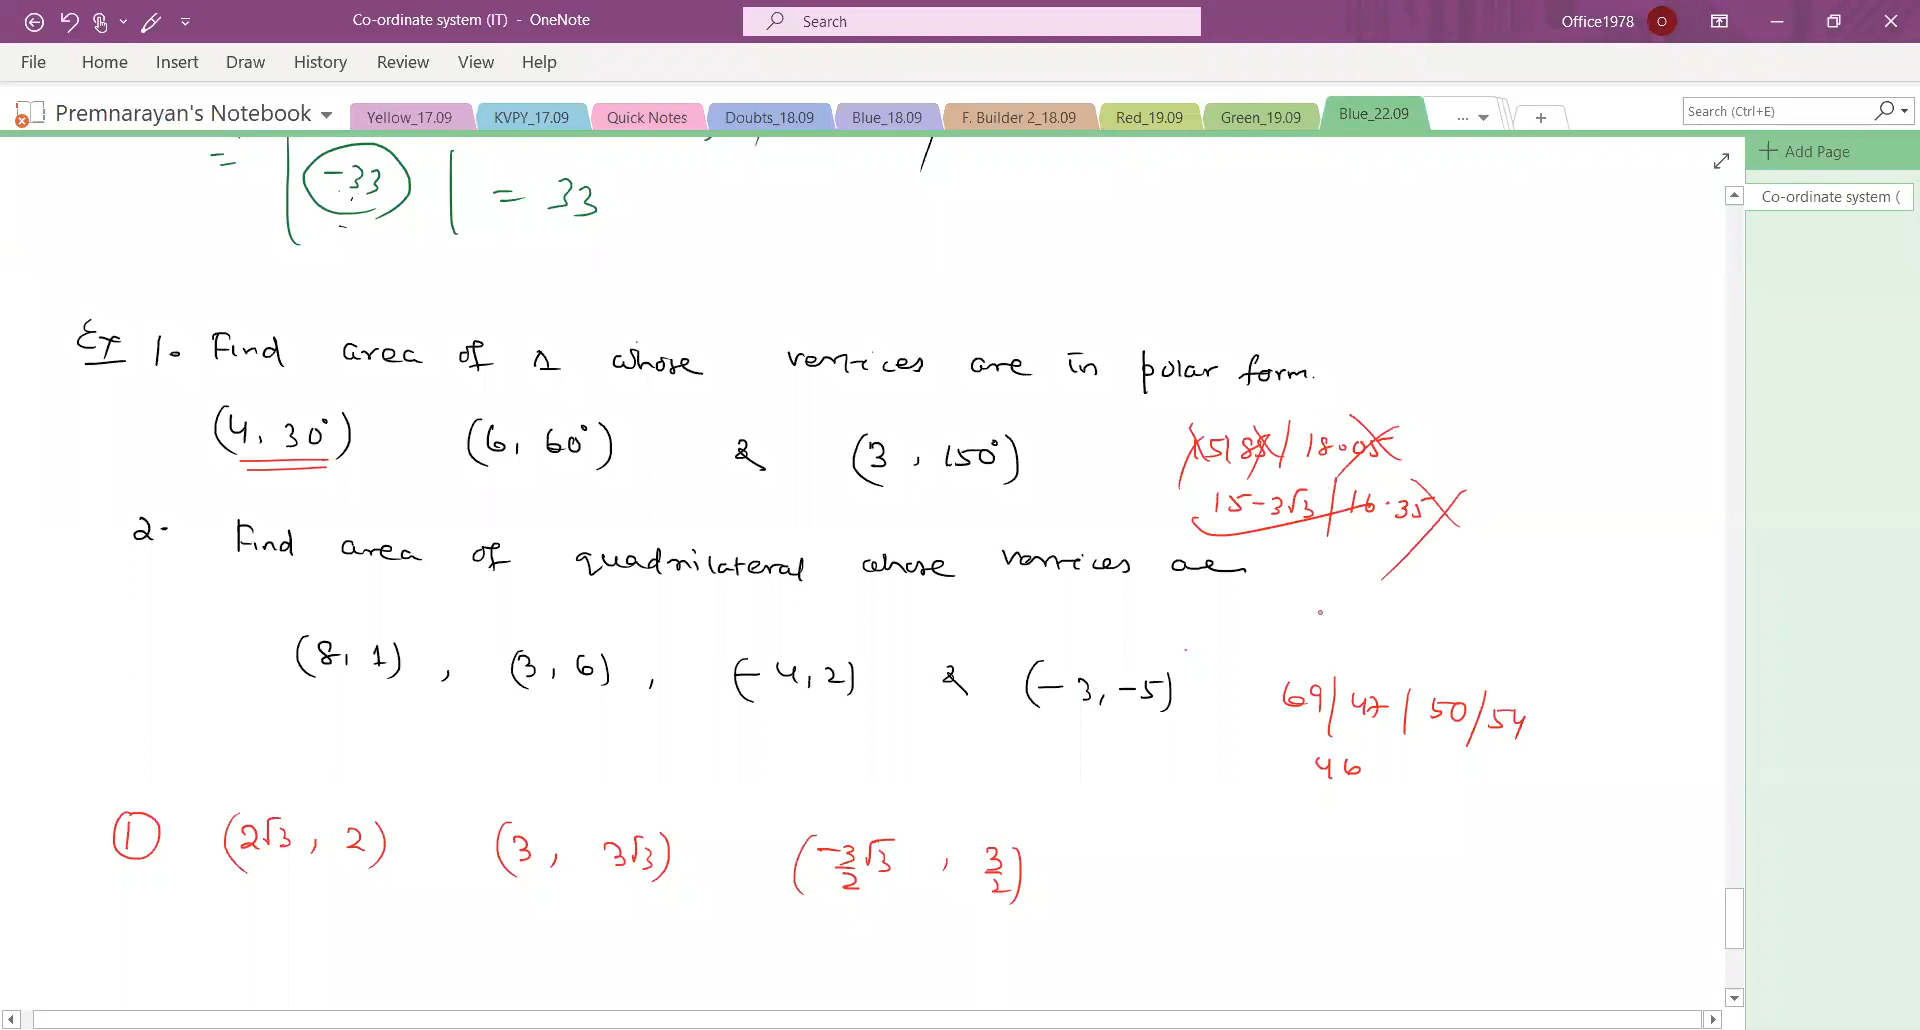 Co-ordinate system (IT) - OneNote
Search
Office1978
O
File Home Insert Draw History Review View Help
Premnarayan's Notebook
Yellow_17.09
KVPY_17.09
Quick Notes
Doubts_18.09
Blue_18.09
F. Builder 2_18.09
Red_19.09
Green_19.09
Blue_22.09
...
+
Search (Ctrl+E)
Add Page
Co-ordinate system (
= | -33 | = 33
Ex 1. Find area of Δ whose vertices are in polar form.
(4, 30°) (6, 60°) & (3, 150°)
18.05
15-3√3 / 16.35
2. Find area of quadrilateral whose vertices are
(8, 1), (3, 6), (-4, 2) & (-3, -5)
69 / 47 / 50 / 54
46
① (2√3, 2) (3, 3√3) (-3/2 √3, 3/2)